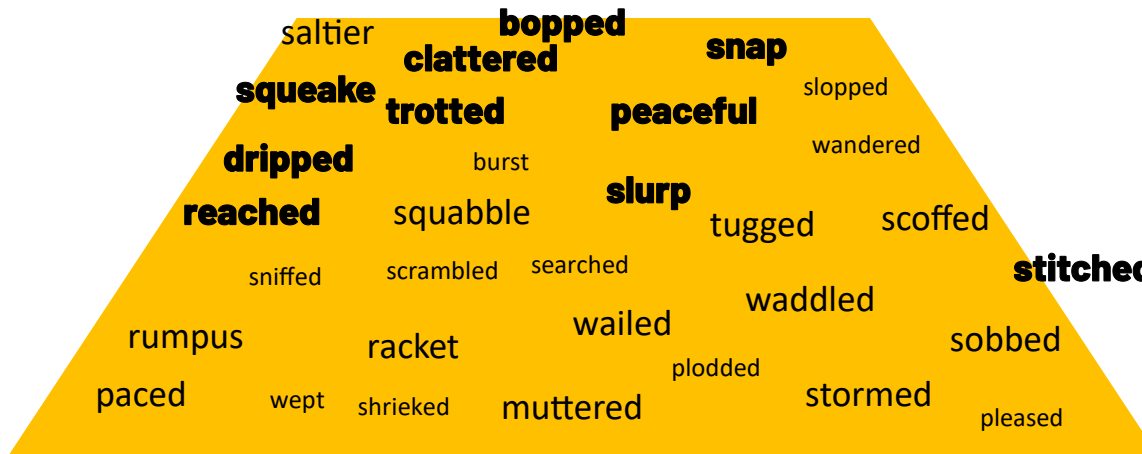 saltier
bopped
clattered
snap
squeake
slopped
trotted
peaceful
wandered
dripped
burst
slurp
reached
squabble
tugged
scoffed
sniffed
scrambled
searched
stitched
waddled
wailed
rumpus
racket
sobbed
plodded
paced
wept
shrieked
muttered
stormed
pleased